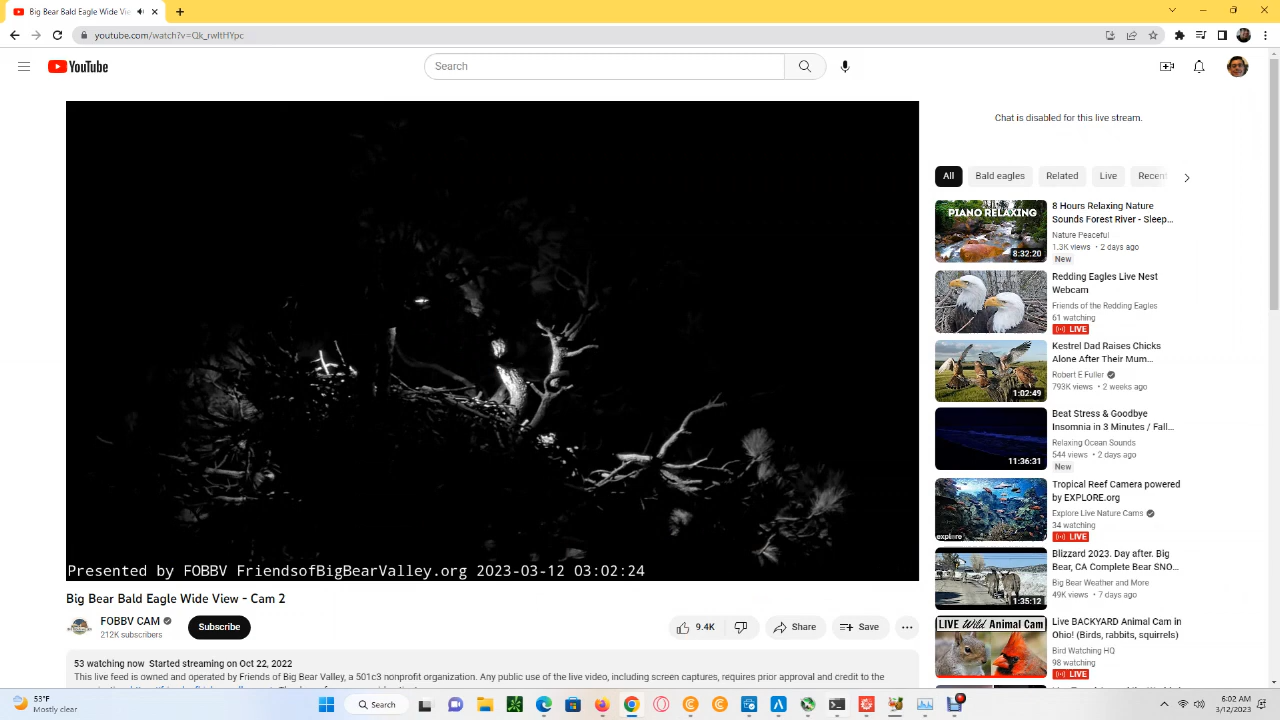 Big Bear Bald Eagle Wide Vie
youtube.com/watch?v=Qk_rwItHYpc
YouTube
Search
Presented by FOBBV FriendsofBigBearValley.org 2023-03-12 03:02:24
Big Bear Bald Eagle Wide View - Cam 2
FOBBV CAM
212K subscribers
Subscribe
9.4K
Share
Save
53 watching now Started streaming on Oct 22, 2022
This live feed is owned and operated by Friends of Big Bear Valley, a 501c3 nonprofit organization. Any public use of the live video, including screen captures, requires prior approval and credit to the
Chat is disabled for this live stream.
All
Bald eagles
Related
Live
Recent
PIANO RELAXING
8:32:20
8 Hours Relaxing Nature
Sounds Forest River - Sleep...
Nature Peaceful
1.3K views • 2 days ago
New
Redding Eagles Live Nest
Webcam
Friends of the Redding Eagles
61 watching
LIVE
1:02:49
Kestrel Dad Raises Chicks
Alone After Their Mum...
Robert E Fuller
793K views • 2 weeks ago
11:36:31
Beat Stress & Goodbye
Insomnia in 3 Minutes / Fall...
Relaxing Ocean Sounds
544 views • 2 days ago
New
explore
Tropical Reef Camera powered
by EXPLORE.org
Explore Live Nature Cams
34 watching
LIVE
1:35:12
Blizzard 2023. Day after. Big
Bear, CA Complete Bear SNO...
Big Bear Weather and More
49K views • 7 days ago
LIVE Wild Animal Cam
Live BACKYARD Animal Cam in
Ohio! (Birds, rabbits, squirrels)
Bird Watching HQ
98 watching
LIVE
53°F
Mostly clear
Search
6:02 AM
3/12/2023